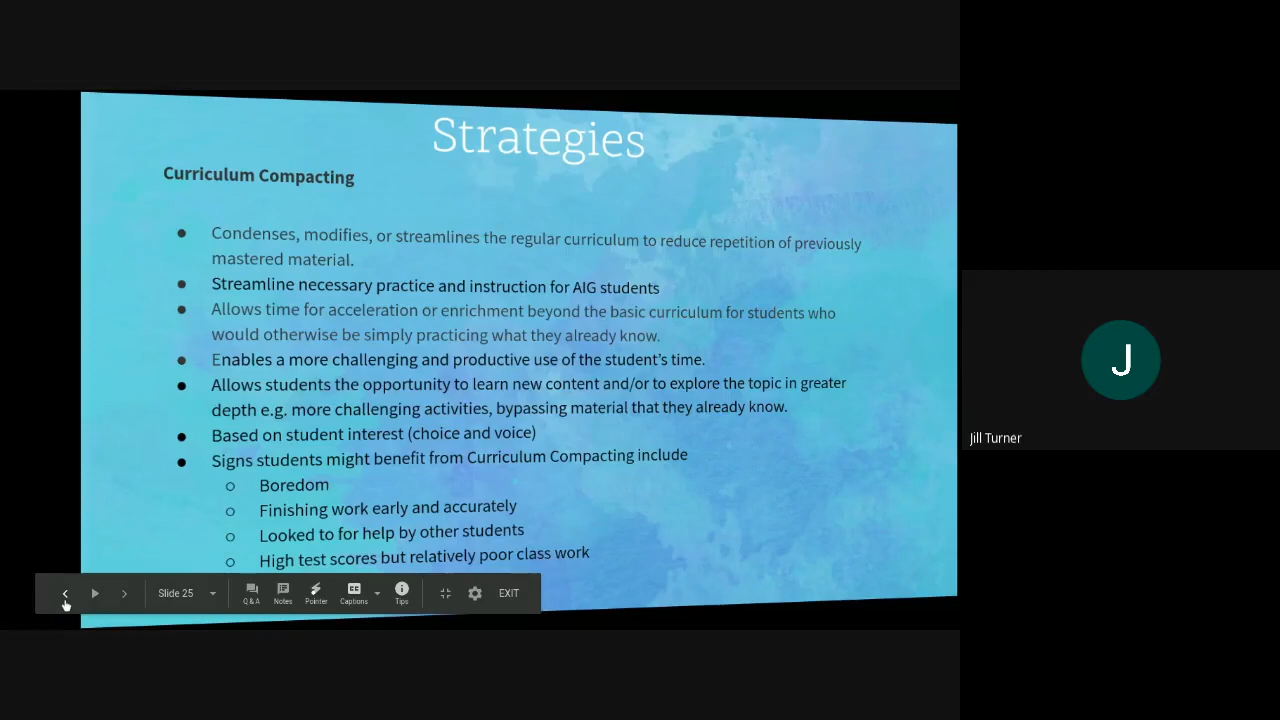 Strategies
Curriculum Compacting
● Condenses, modifies, or streamlines the regular curriculum to reduce repetition of previously
mastered material.
● Streamline necessary practice and instruction for AIG students
● Allows time for acceleration or enrichment beyond the basic curriculum for students who
would otherwise be simply practicing what they already know.
● Enables a more challenging and productive use of the student’s time.
● Allows students the opportunity to learn new content and/or to explore the topic in greater
depth e.g. more challenging activities, bypassing material that they already know.
● Based on student interest (choice and voice)
● Signs students might benefit from Curriculum Compacting include
○ Boredom
○ Finishing work early and accurately
○ Looked to for help by other students
○ High test scores but relatively poor class work
Slide 25
Q & A
Notes
Pointer
CC
Captions
Tips
EXIT
J
Jill Turner